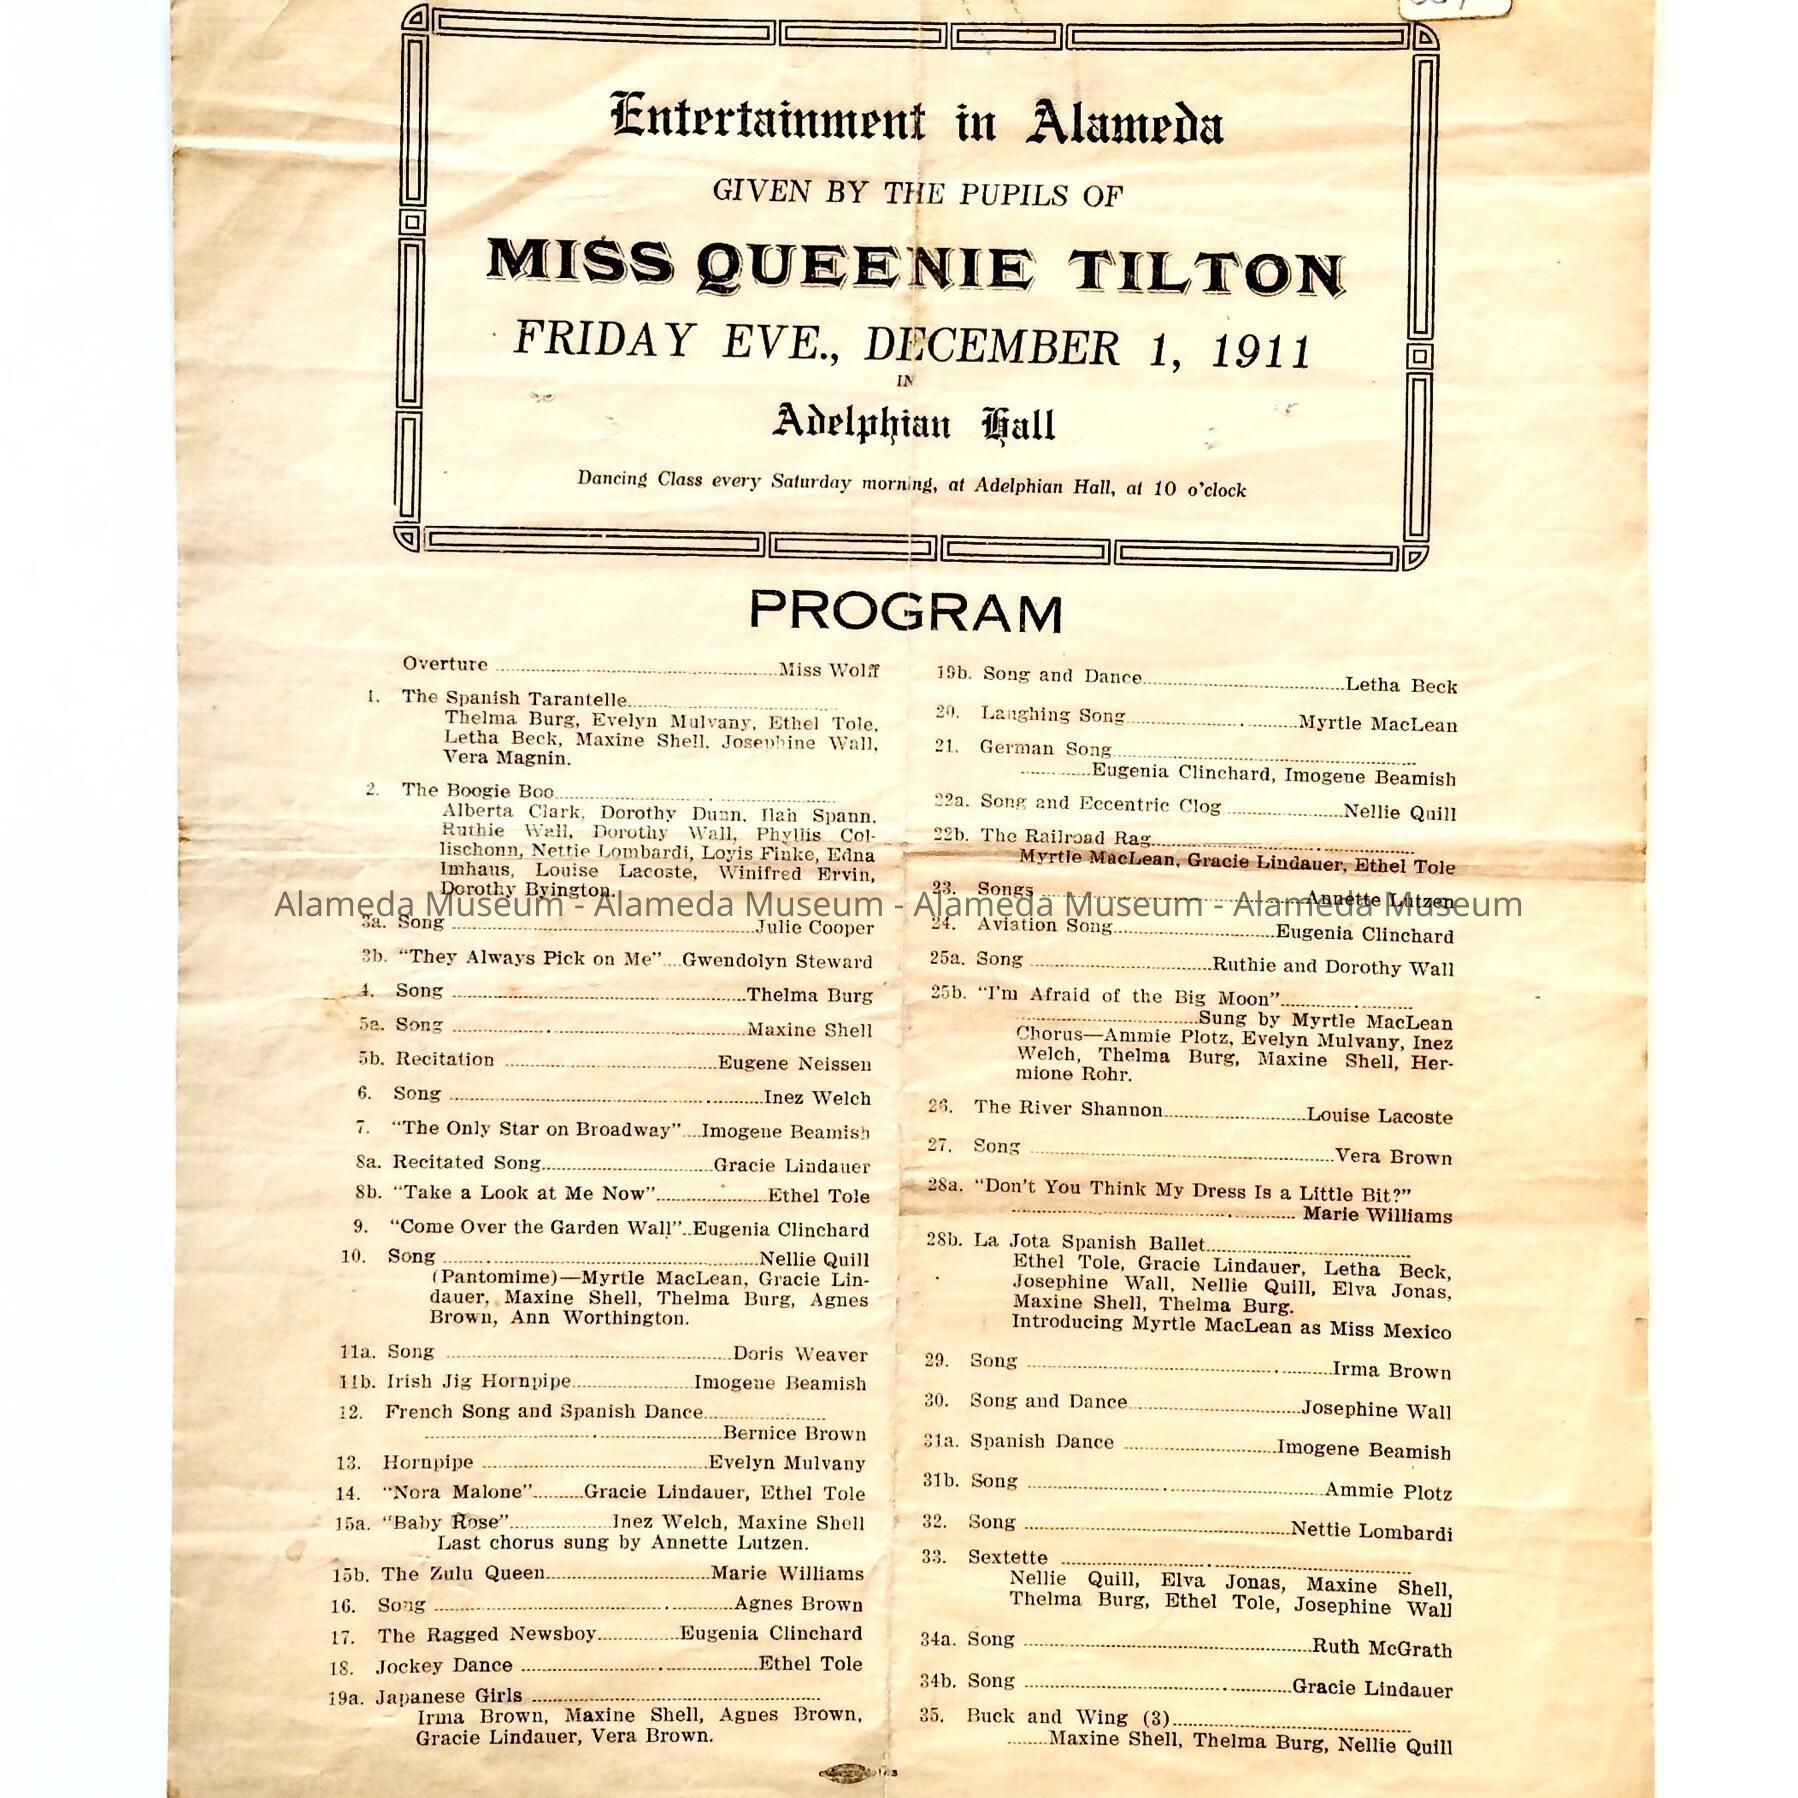 Entertainment in Alameda
GIVEN BY THE PUPILS OF
MISS QUEENIE TILTON
FRIDAY EVE., DECEMBER 1, 1911
IN
Adelphian Hall
Dancing Class every Saturday morning, at Adelphian Hall, at 10 o'clock
PROGRAM
Overture ........ Miss Wolff
1. The Spanish Tarantelle........
Thelma Burg, Evelyn Mulvany, Ethel Tole,
Letha Beck, Maxine Shell, Josephine Wall,
Vera Magnin.
2. The Boogie Boo........
Alberta Clark, Dorothy Dunn, Ilah Spann,
Ruthie Wall, Dorothy Wall, Phyllis Col-
lischonn, Nettie Lombardi, Loyis Finke, Edna
Imhaus, Louise Lacoste, Winifred Ervin,
Dorothy Byington.
3a. Song ........ Julie Cooper
3b. "They Always Pick on Me"....Gwendolyn Steward
4. Song ........ Thelma Burg
5a. Song ........ Maxine Shell
5b. Recitation ........ Eugene Neissen
6. Song ........ Inez Welch
7. "The Only Star on Broadway"....Imogene Beamish
8a. Recitated Song........Gracie Lindauer
8b. "Take a Look at Me Now"........Ethel Tole
9. "Come Over the Garden Wall"..Eugenia Clinchard
10. Song ........ Nellie Quill
(Pantomime)—Myrtle MacLean, Gracie Lin-
dauer, Maxine Shell, Thelma Burg, Agnes
Brown, Ann Worthington.
11a. Song ........ Doris Weaver
11b. Irish Jig Hornpipe........Imogene Beamish
12. French Song and Spanish Dance........
........Bernice Brown
13. Hornpipe ........ Evelyn Mulvany
14. "Nora Malone"........Gracie Lindauer, Ethel Tole
15a. "Baby Rose"........Inez Welch, Maxine Shell
Last chorus sung by Annette Lutzen.
15b. The Zulu Queen........Marie Williams
16. Song ........ Agnes Brown
17. The Ragged Newsboy........Eugenia Clinchard
18. Jockey Dance ........ Ethel Tole
19a. Japanese Girls ........
Irma Brown, Maxine Shell, Agnes Brown,
Gracie Lindauer, Vera Brown.
19b. Song and Dance........Letha Beck
20. Laughing Song........Myrtle MacLean
21. German Song........
........Eugenia Clinchard, Imogene Beamish
22a. Song and Eccentric Clog ........ Nellie Quill
22b. The Railroad Rag........
Myrtle MacLean, Gracie Lindauer, Ethel Tole
23. Songs ........ Annette Lutzen
24. Aviation Song........Eugenia Clinchard
25a. Song ........ Ruthie and Dorothy Wall
25b. "I'm Afraid of the Big Moon"........
........Sung by Myrtle MacLean
Chorus—Ammie Plotz, Evelyn Mulvany, Inez
Welch, Thelma Burg, Maxine Shell, Her-
mione Rohr.
26. The River Shannon........Louise Lacoste
27. Song ........ Vera Brown
28a. "Don't You Think My Dress Is a Little Bit?"
........ Marie Williams
28b. La Jota Spanish Ballet........
Ethel Tole, Gracie Lindauer, Letha Beck,
Josephine Wall, Nellie Quill, Elva Jonas,
Maxine Shell, Thelma Burg.
Introducing Myrtle MacLean as Miss Mexico
29. Song ........ Irma Brown
30. Song and Dance........Josephine Wall
31a. Spanish Dance ........ Imogene Beamish
31b. Song ........ Ammie Plotz
32. Song ........ Nettie Lombardi
33. Sextette ........
Nellie Quill, Elva Jonas, Maxine Shell,
Thelma Burg, Ethel Tole, Josephine Wall
34a. Song ........ Ruth McGrath
34b. Song ........ Gracie Lindauer
35. Buck and Wing (3)........
........Maxine Shell, Thelma Burg, Nellie Quill
Alameda Museum - Alameda Museum - Alameda Museum - Alameda Museum